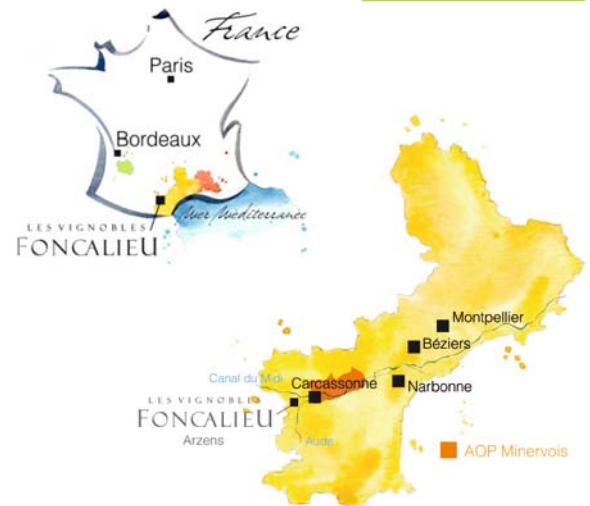 France
Paris
Bordeaux
Mer Méditerranée
LES VIGNOBLES
FONCALIEU
Montpellier
Béziers
Canal du Midi
Carcassonne
Narbonne
LES VIGNOBLES
FONCALIEU
Arzens
Aude
AOP Minervois